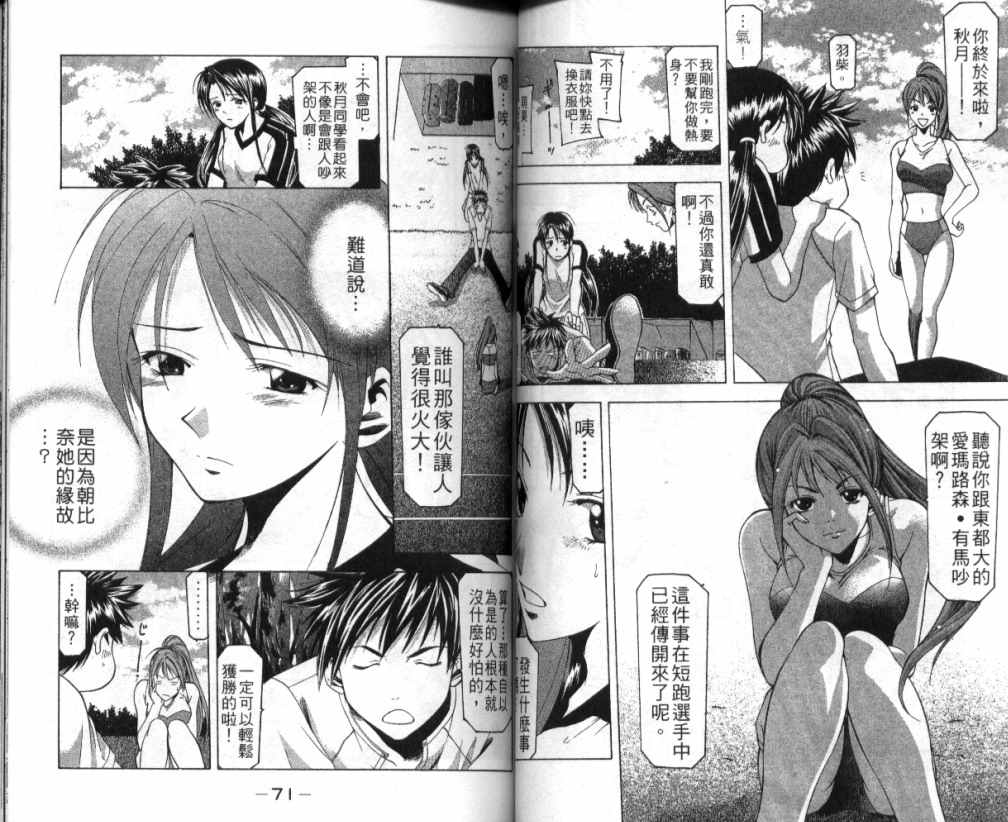 你終於來啦，
秋月——！
羽柴。
…氣！
我剛跑完，要
不要幫你做熱
身？
不用了！
請妳快點去
換衣服吧！
不過你還真敢
啊！
聽說你跟東都大的
愛瑪路森•有馬吵
架啊？
這件事在短跑選手中
已經傳開來了呢。
咦……
發生什麼事
嗯…唉，
誰叫那傢伙讓人
覺得很火大！
…不會吧，
秋月同學看起來
不像是會跟人吵
架的人啊…
難道說…
是因為朝比
奈她的緣故
…？
算了…那種自以
為是的人根本就
沒什麼好怕的，
一定可以輕鬆
獲勝的啦！
………
…幹嘛？
—71—